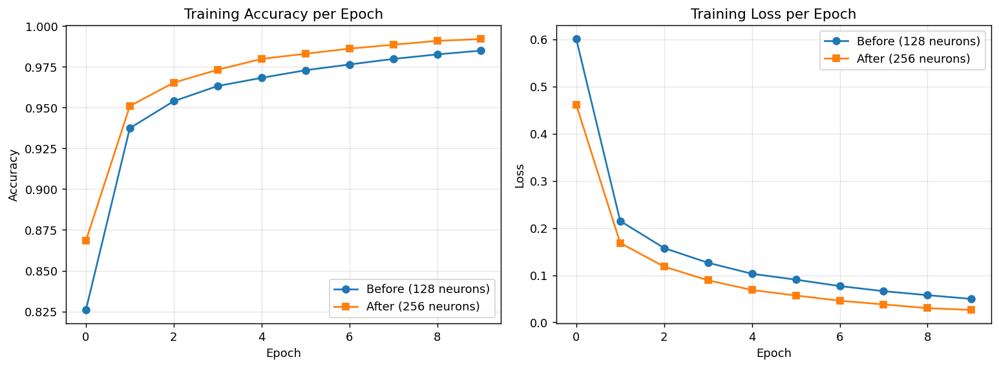 Training Accuracy per Epoch
Accuracy
1.000
0.975
0.950
0.925
0.900
0.875
0.850
0.825
Before (128 neurons)
After (256 neurons)
0 2 4 6 8
Epoch
Training Loss per Epoch
Loss
0.6
0.5
0.4
0.3
0.2
0.1
0.0
Before (128 neurons)
After (256 neurons)
0 2 4 6 8
Epoch